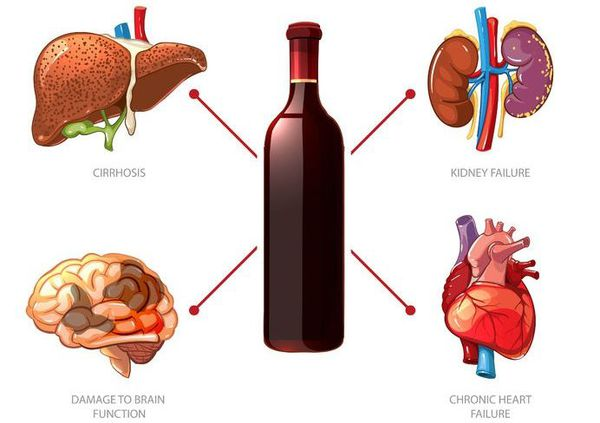 CIRRHOSIS
KIDNEY FAILURE
DAMAGE TO BRAIN
FUNCTION
CHRONIC HEART
FAILURE